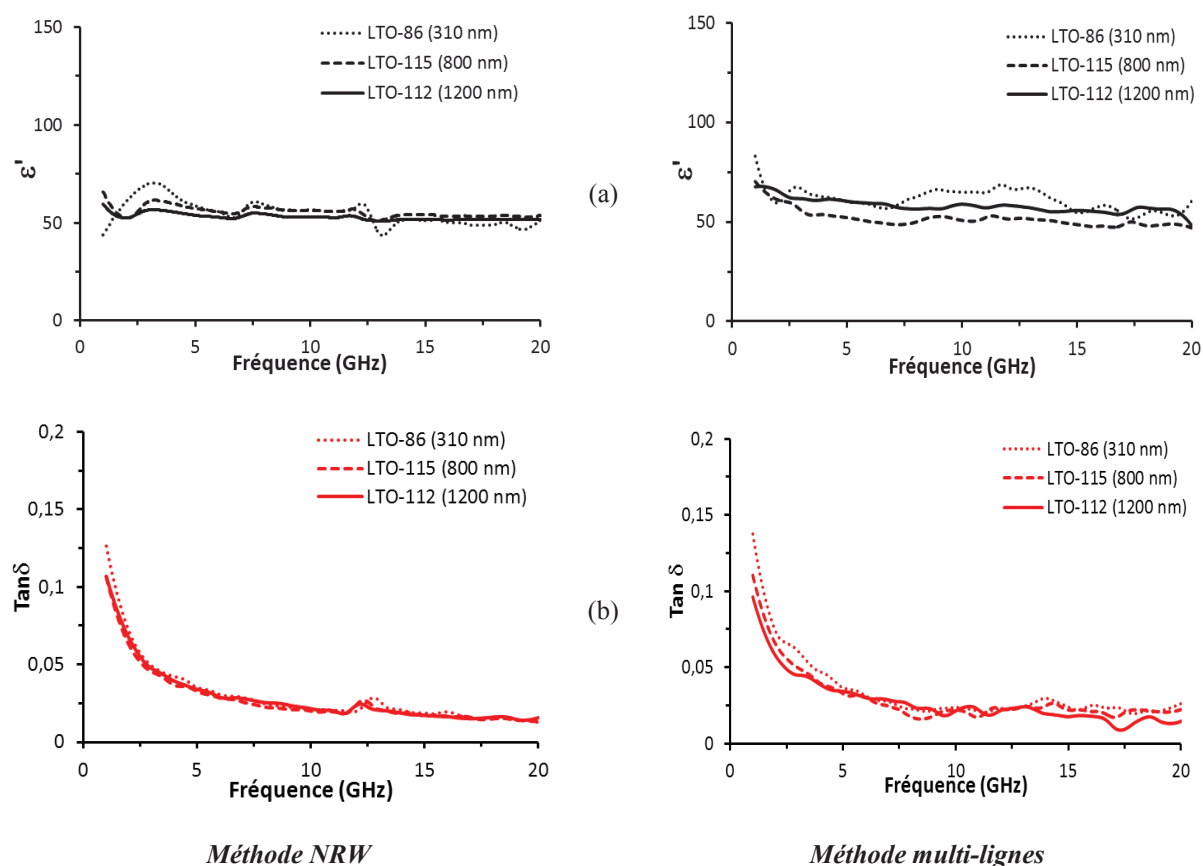 150
100
50
0
ε'
LTO-86 (310 nm)
LTO-115 (800 nm)
LTO-112 (1200 nm)
0 5 10 15 20
Fréquence (GHz)
(a)
150
100
50
0
ε'
LTO-86 (310 nm)
LTO-115 (800 nm)
LTO-112 (1200 nm)
0 5 10 15 20
Fréquence (GHz)
0,2
0,15
0,1
0,05
0
Tanδ
LTO-86 (310 nm)
LTO-115 (800 nm)
LTO-112 (1200 nm)
0 5 10 15 20
Fréquence (GHz)
(b)
0,2
0,15
0,1
0,05
0
Tan δ
LTO-86 (310 nm)
LTO-115 (800 nm)
LTO-112 (1200 nm)
0 5 10 15 20
Fréquence (GHz)
Méthode NRW
Méthode multi-lignes